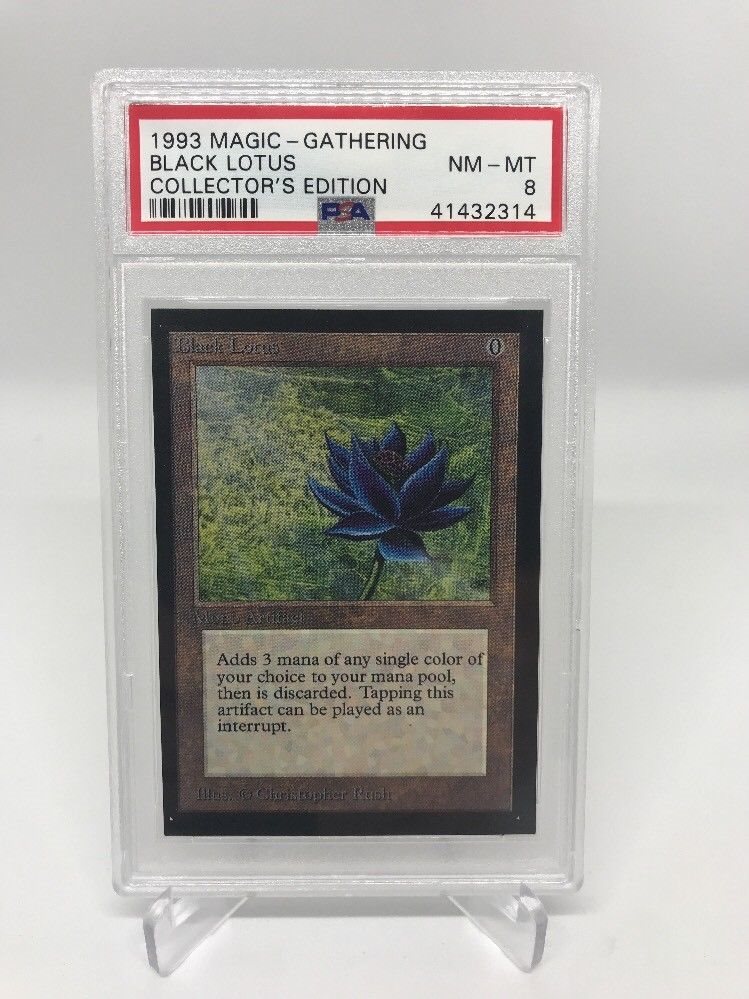 1993 MAGIC – GATHERING
BLACK LOTUS NM – MT
COLLECTOR'S EDITION 8
PSA 41432314
Black Lotus 0
Mono Artifact
Adds 3 mana of any single color of
your choice to your mana pool,
then is discarded. Tapping this
artifact can be played as an
interrupt.
Illus. © Christopher Rush